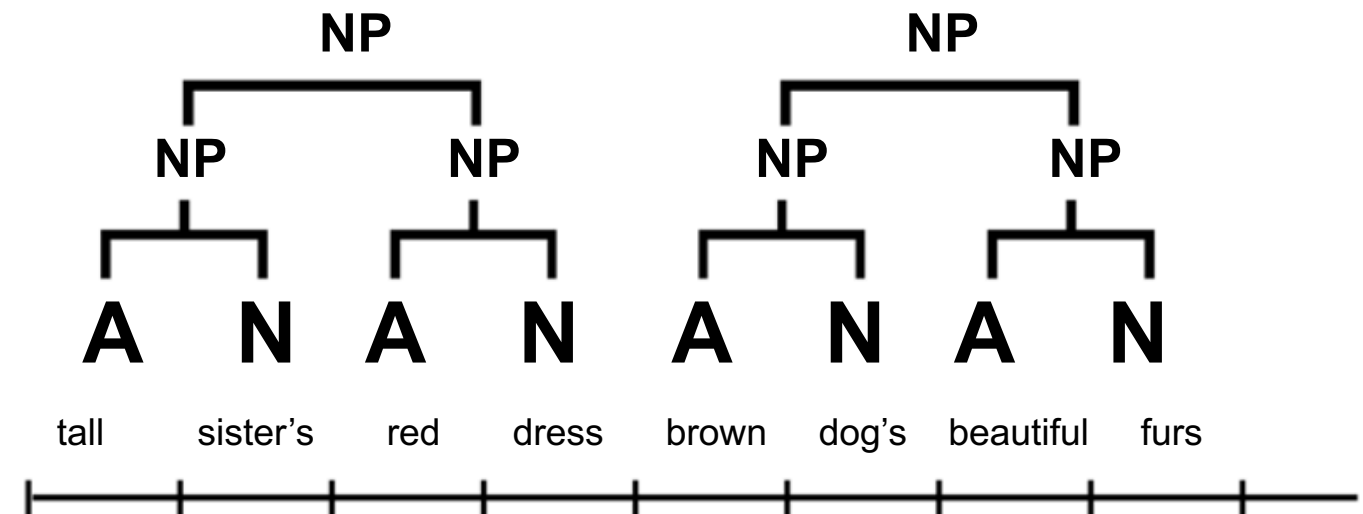 NP NP
NP NP NP NP
A N A N A N A N
tall sister’s red dress brown dog’s beautiful furs